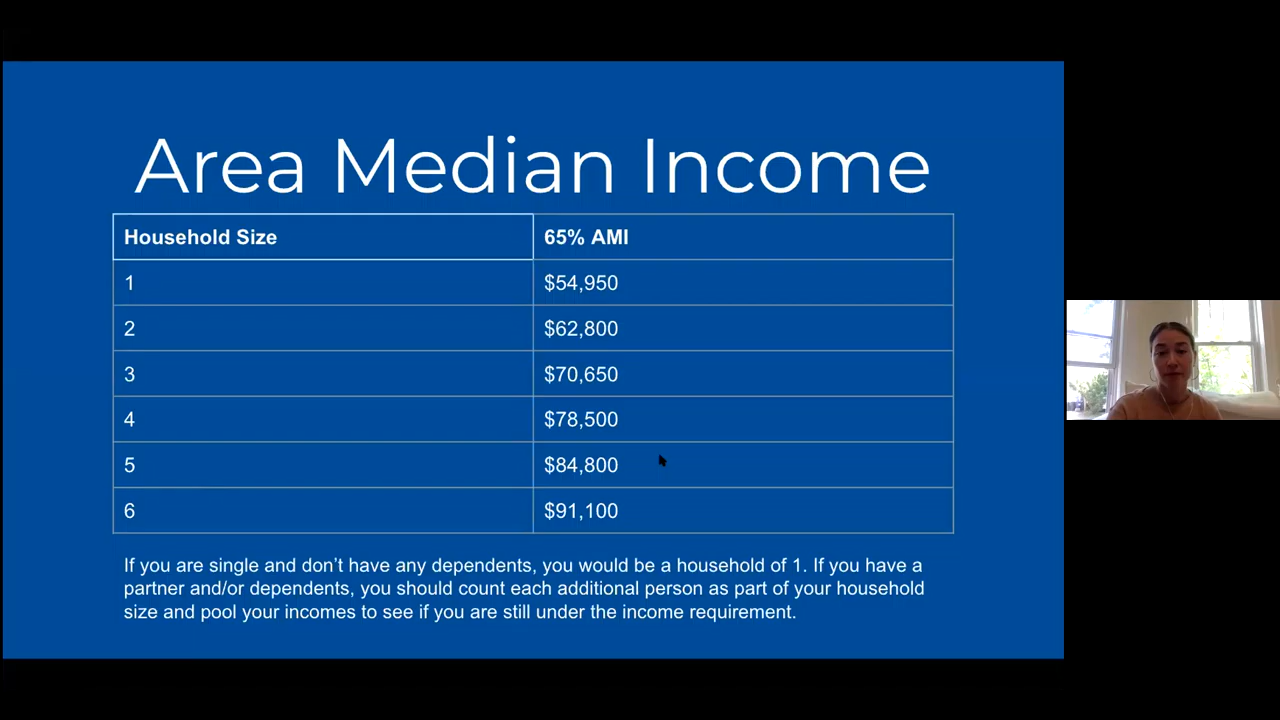 Area Median Income
Household Size 65% AMI
1 $54,950
2 $62,800
3 $70,650
4 $78,500
5 $84,800
6 $91,100
If you are single and don’t have any dependents, you would be a household of 1. If you have a
partner and/or dependents, you should count each additional person as part of your household
size and pool your incomes to see if you are still under the income requirement.